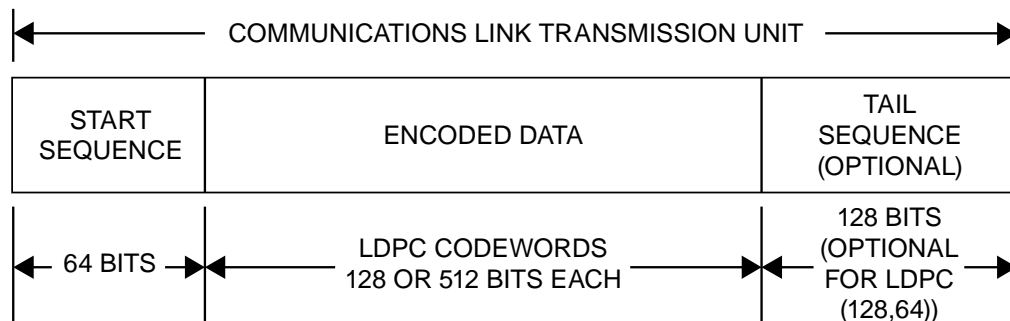 COMMUNICATIONS LINK TRANSMISSION UNIT
START
SEQUENCE
ENCODED DATA
TAIL
SEQUENCE
(OPTIONAL)
64 BITS
LDPC CODEWORDS
128 OR 512 BITS EACH
128 BITS
(OPTIONAL
FOR LDPC
(128,64))